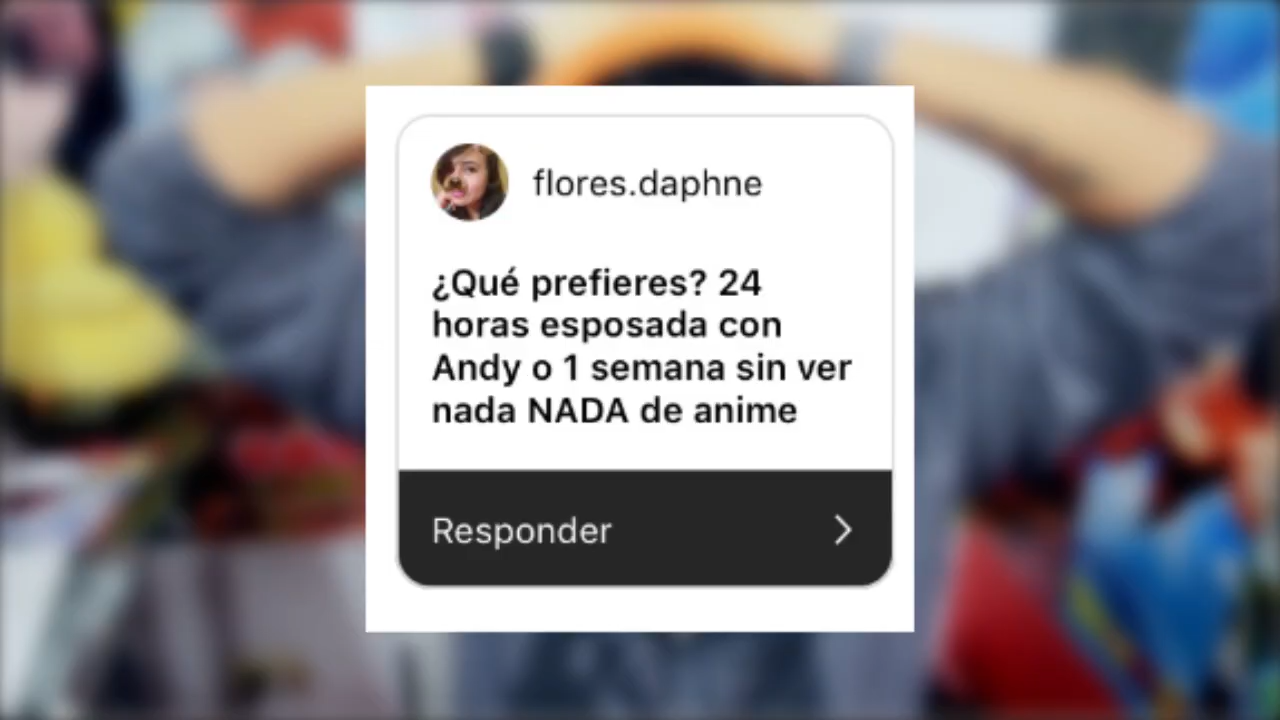 flores.daphne
¿Qué prefieres? 24
horas esposada con
Andy o 1 semana sin ver
nada NADA de anime
Responder